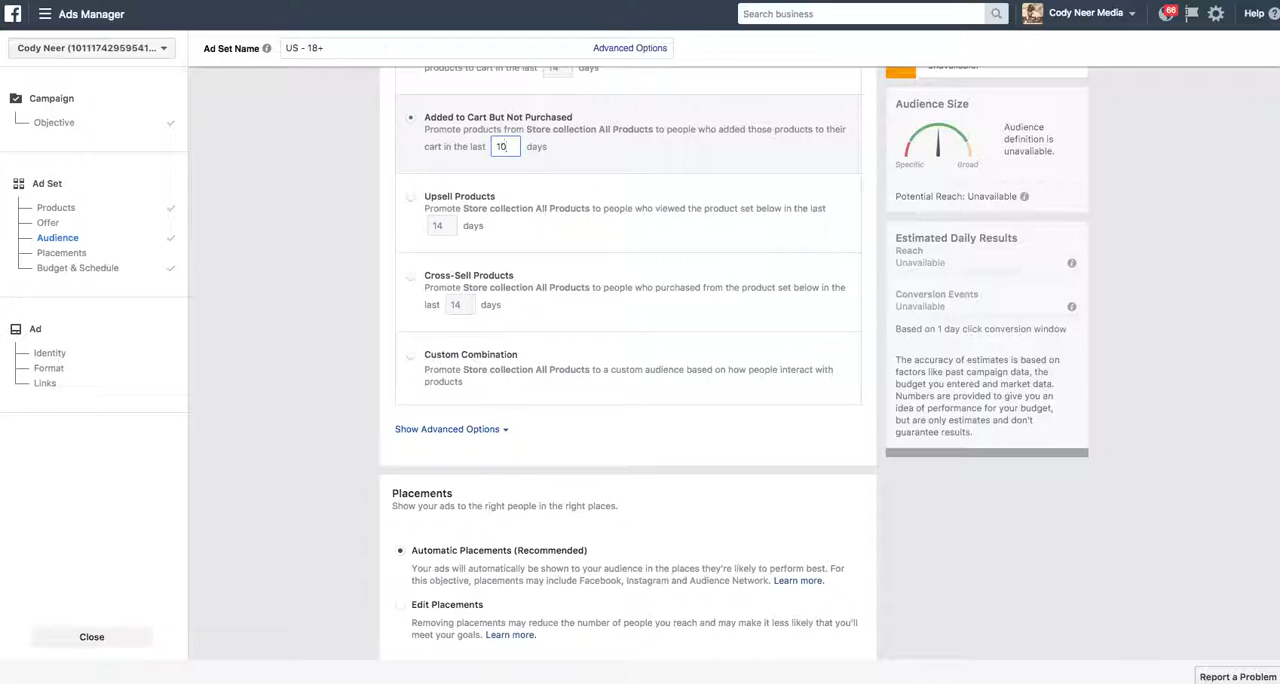 Ads Manager
Search business
Cody Neer Media
66
Help
Cody Neer (10111742959541...
Ad Set Name
US - 18+
Advanced Options
Campaign
Objective
Ad Set
Products
Offer
Audience
Placements
Budget & Schedule
Ad
Identity
Format
Links
Close
products to cart in the last 14 days
Added to Cart But Not Purchased
Promote products from Store collection All Products to people who added those products to their
cart in the last 10 days
Upsell Products
Promote Store collection All Products to people who viewed the product set below in the last
14 days
Cross-Sell Products
Promote Store collection All Products to people who purchased from the product set below in the
last 14 days
Custom Combination
Promote Store collection All Products to a custom audience based on how people interact with
products
Show Advanced Options
Placements
Show your ads to the right people in the right places.
Automatic Placements (Recommended)
Your ads will automatically be shown to your audience in the places they're likely to perform best. For
this objective, placements may include Facebook, Instagram and Audience Network. Learn more.
Edit Placements
Removing placements may reduce the number of people you reach and may make it less likely that you'll
meet your goals. Learn more.
unavailable.
Audience Size
Audience
definition is
unavailable.
Specific
Broad
Potential Reach: Unavailable
Estimated Daily Results
Reach
Unavailable
Conversion Events
Unavailable
Based on 1 day click conversion window
The accuracy of estimates is based on
factors like past campaign data, the
budget you entered and market data.
Numbers are provided to give you an
idea of performance for your budget,
but are only estimates and don't
guarantee results.
Report a Problem